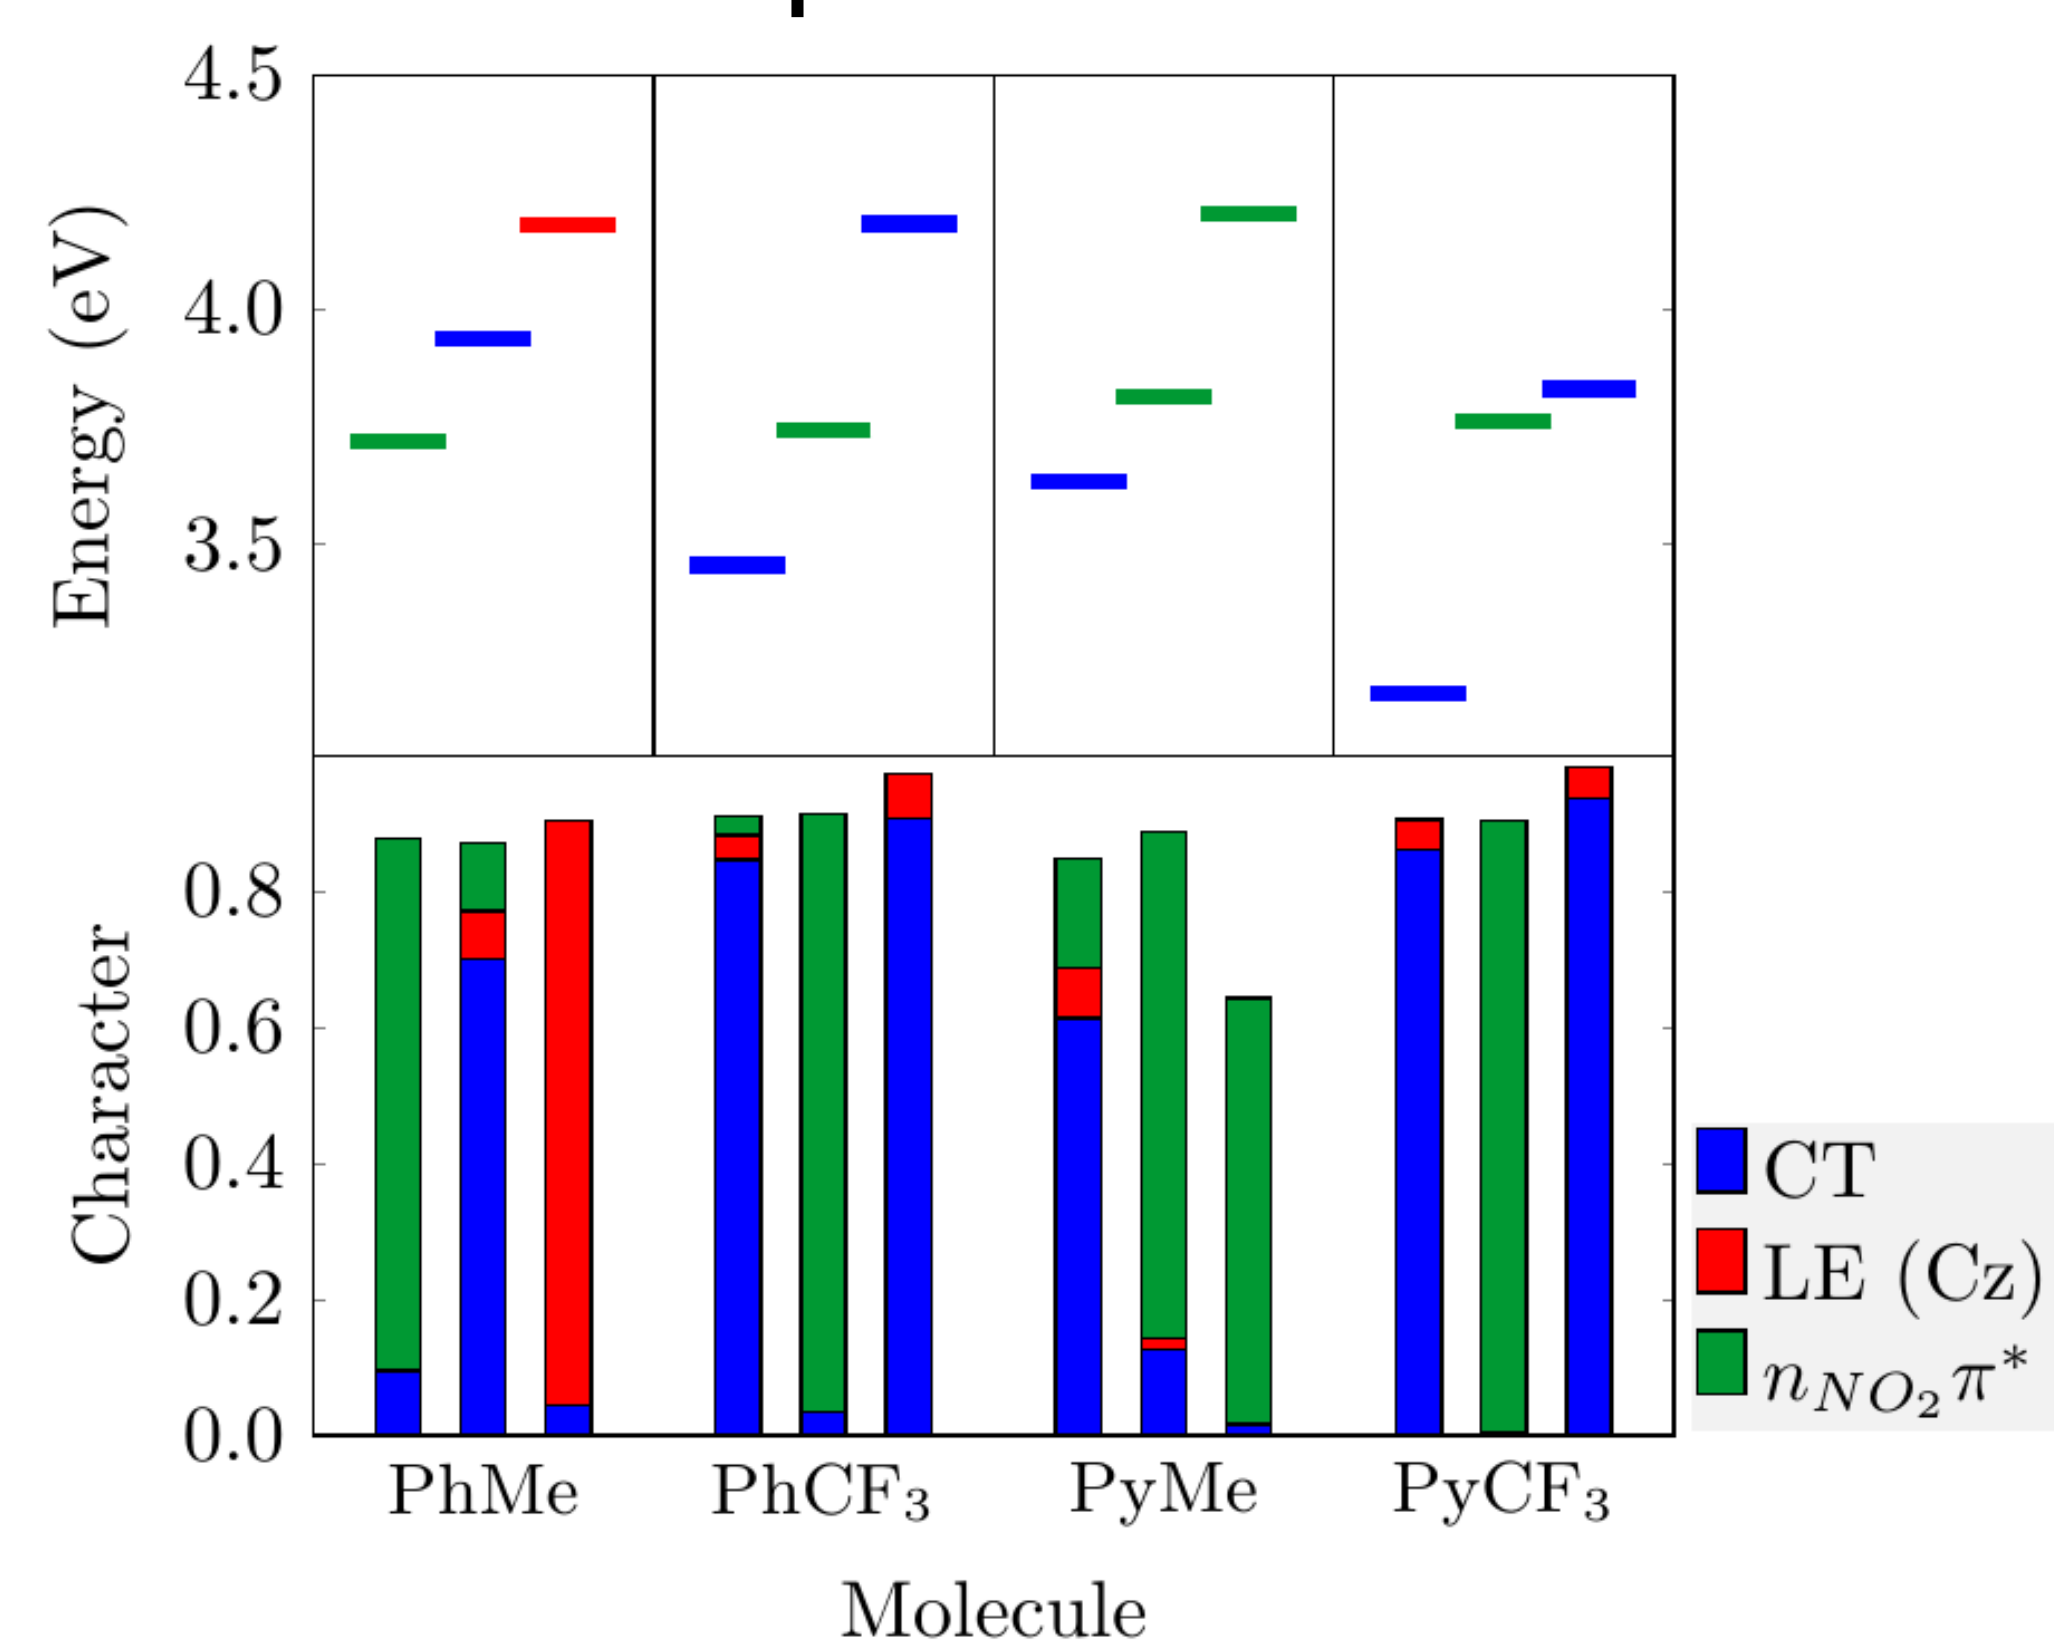 4.5
4.0
3.5
Energy (eV)
0.8
0.6
0.4
0.2
0.0
Character
PhMe PhCF₃ PyMe PyCF₃
Molecule
CT
LE (Cz)
n_{NO₂}π*